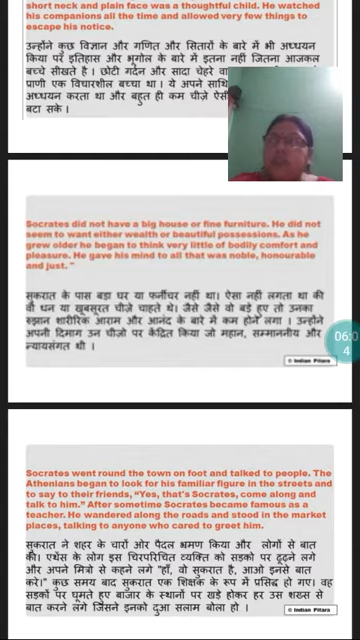 short neck and plain face was a thoughtful child. He watched
his companions all the time and allowed very few things to
escape his notice.
उन्होंने कुछ विज्ञान और गणित और सितारों के बारे में भी अध्धयन
किया पर इतिहास और भूगोल के बारे में इतना नहीं जितना आजकल
बच्चे सीखते है । छोटी गर्दन और सादा चेहरे वा
प्राणी एक विचारशील बच्चा था । ये अपने साथि
अध्ययन करता था और बहुत ही कम चीज़े ऐसी
बटा सके ।
Socrates did not have a big house or fine furniture. He did not
seem to want either wealth or beautiful possessions. As he
grew older he began to think very little of bodily comfort and
pleasure. He gave his mind to all that was noble, honourable
and just. "
सुकरात के पास बड़ा घर या फर्नीचर नहीं था। ऐसा नहीं लगता था की
वो धन या खूबसूरत चीज़े चाहते थे। जैसे जैसे वो बड़े हुए तो उनका
रुझान शारीरिक आराम और आनंद के बारे में कम होने लगा । उन्होंने
अपनी दिमाग उन चीज़ो पर केंद्रित किया जो महान, सम्माननीय और
न्यायसंगत थी ।
© Indian Pitara
06:0
4
Socrates went round the town on foot and talked to people. The
Athenians began to look for his familiar figure in the streets and
to say to their friends, "Yes, that's Socrates, come along and
talk to him." After sometime Socrates became famous as a
teacher. He wandered along the roads and stood in the market
places, talking to anyone who cared to greet him.
सुकरात ने शहर के चारों ओर पैदल भ्रमण किया और लोगों से बात
की। एथेंस के लोग इस चिरपरिचित व्यक्ति को सड़को पर ढूढ़ने लगे
और अपने मित्रो से कहने लगे "हाँ, वो सुकरात है, आओ इनसे बात
करे।" कुछ समय बाद सुकरात एक शिक्षक के रूप में प्रसिद्ध हो गए। वह
सड़कों पर घूमते हुए बाजार के स्थानों पर खड़े होकर हर उस शख्स से
बात करने लगे जिसने इनको दुआ सलाम बोला हो ।
© Indian Pitara